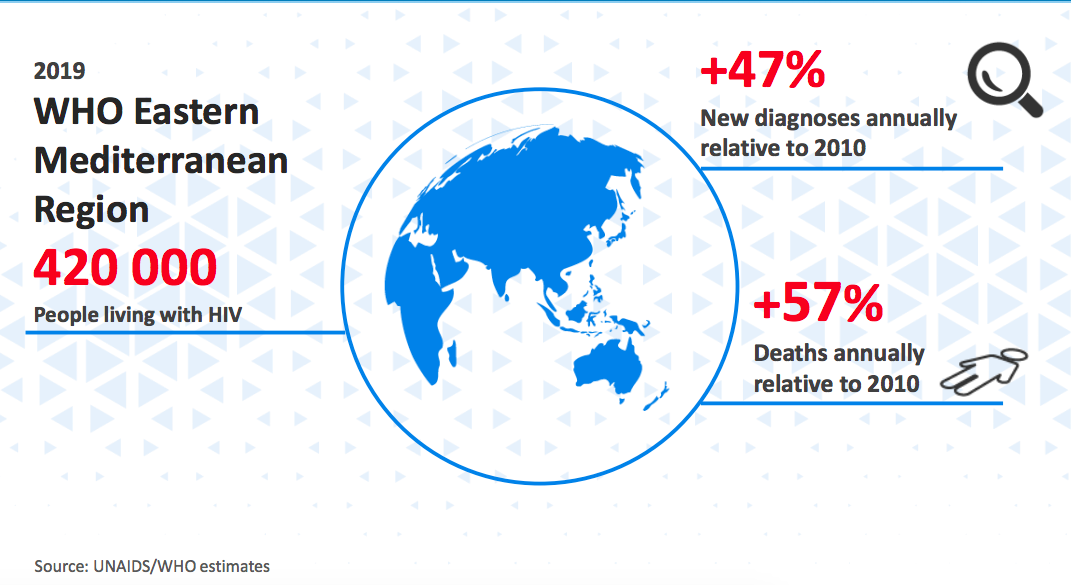 2019
WHO Eastern
Mediterranean
Region
420 000
People living with HIV
+47%
New diagnoses annually
relative to 2010
+57%
Deaths annually
relative to 2010
Source: UNAIDS/WHO estimates